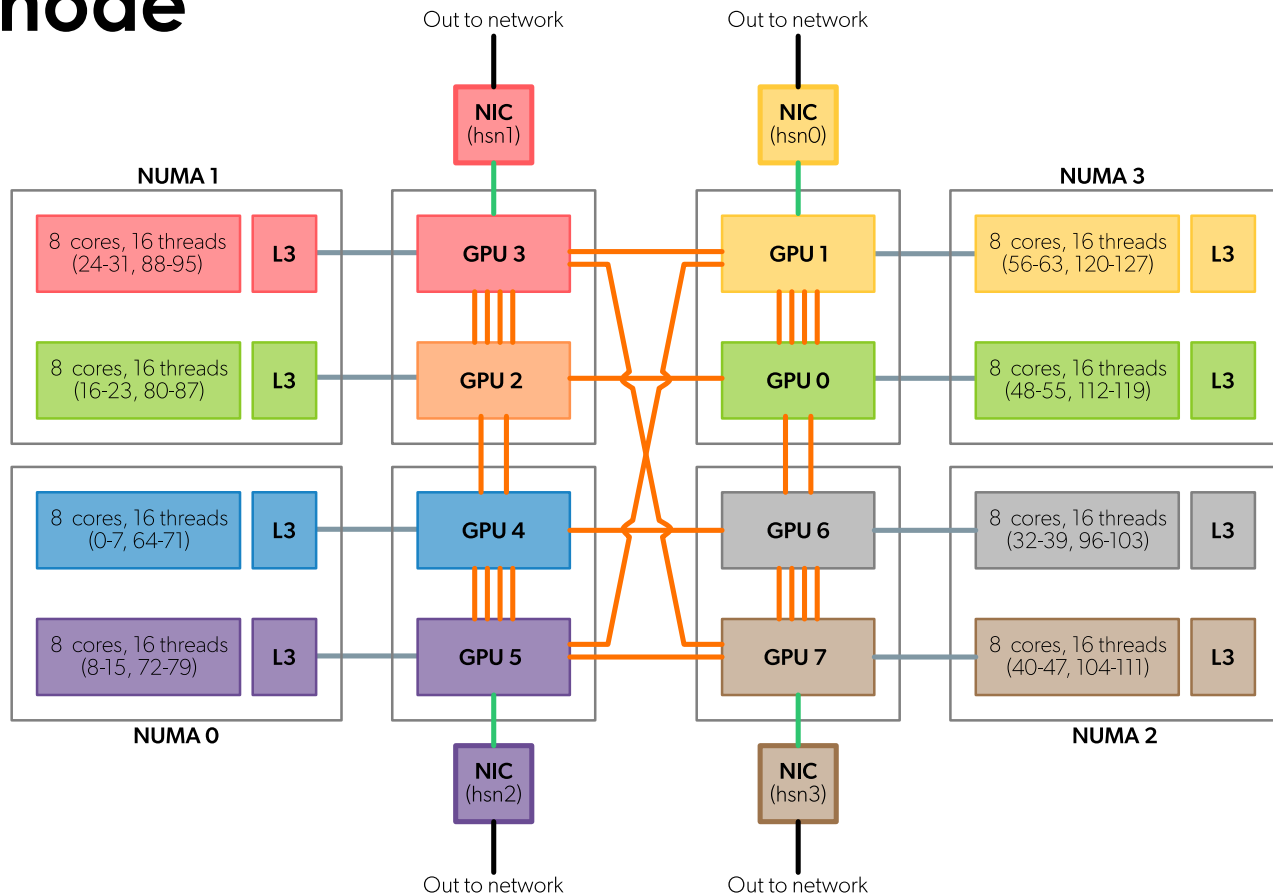 node
Out to network
Out to network
NIC
(hsn1)
NIC
(hsn0)
NUMA 1
NUMA 3
8 cores, 16 threads
(24-31, 88-95)
L3
GPU 3
GPU 1
8 cores, 16 threads
(56-63, 120-127)
L3
8 cores, 16 threads
(16-23, 80-87)
L3
GPU 2
GPU 0
8 cores, 16 threads
(48-55, 112-119)
L3
8 cores, 16 threads
(0-7, 64-71)
L3
GPU 4
GPU 6
8 cores, 16 threads
(32-39, 96-103)
L3
8 cores, 16 threads
(8-15, 72-79)
L3
GPU 5
GPU 7
8 cores, 16 threads
(40-47, 104-111)
L3
NUMA 0
NUMA 2
NIC
(hsn2)
NIC
(hsn3)
Out to network
Out to network